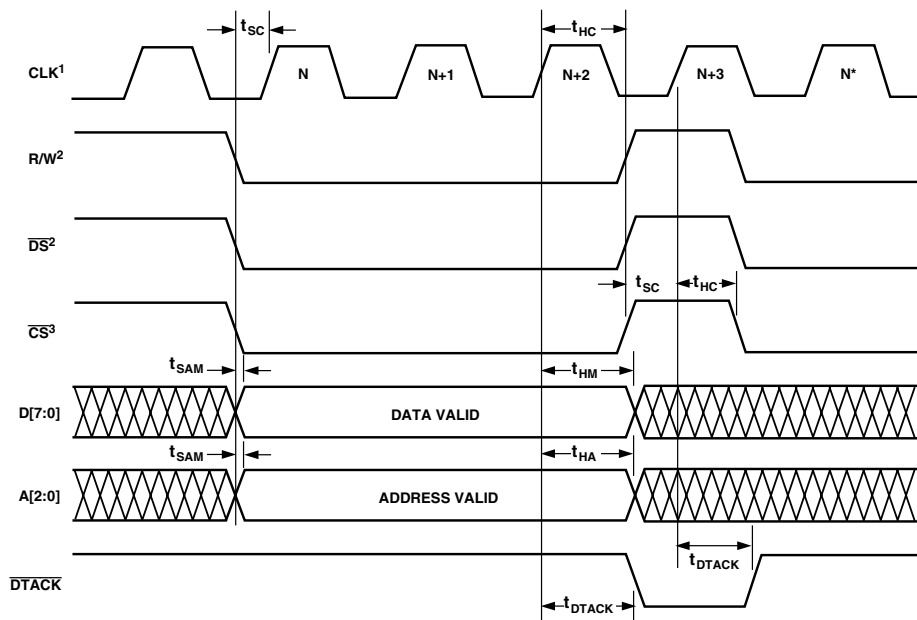 tSC
tHC
CLK1
N
N+1
N+2
N+3
N*
R/W2
DS2
tSC
tHC
CS3
tSAM
tHM
D[7:0]
DATA VALID
tSAM
tHA
A[2:0]
ADDRESS VALID
tDTACK
DTACK
tDTACK